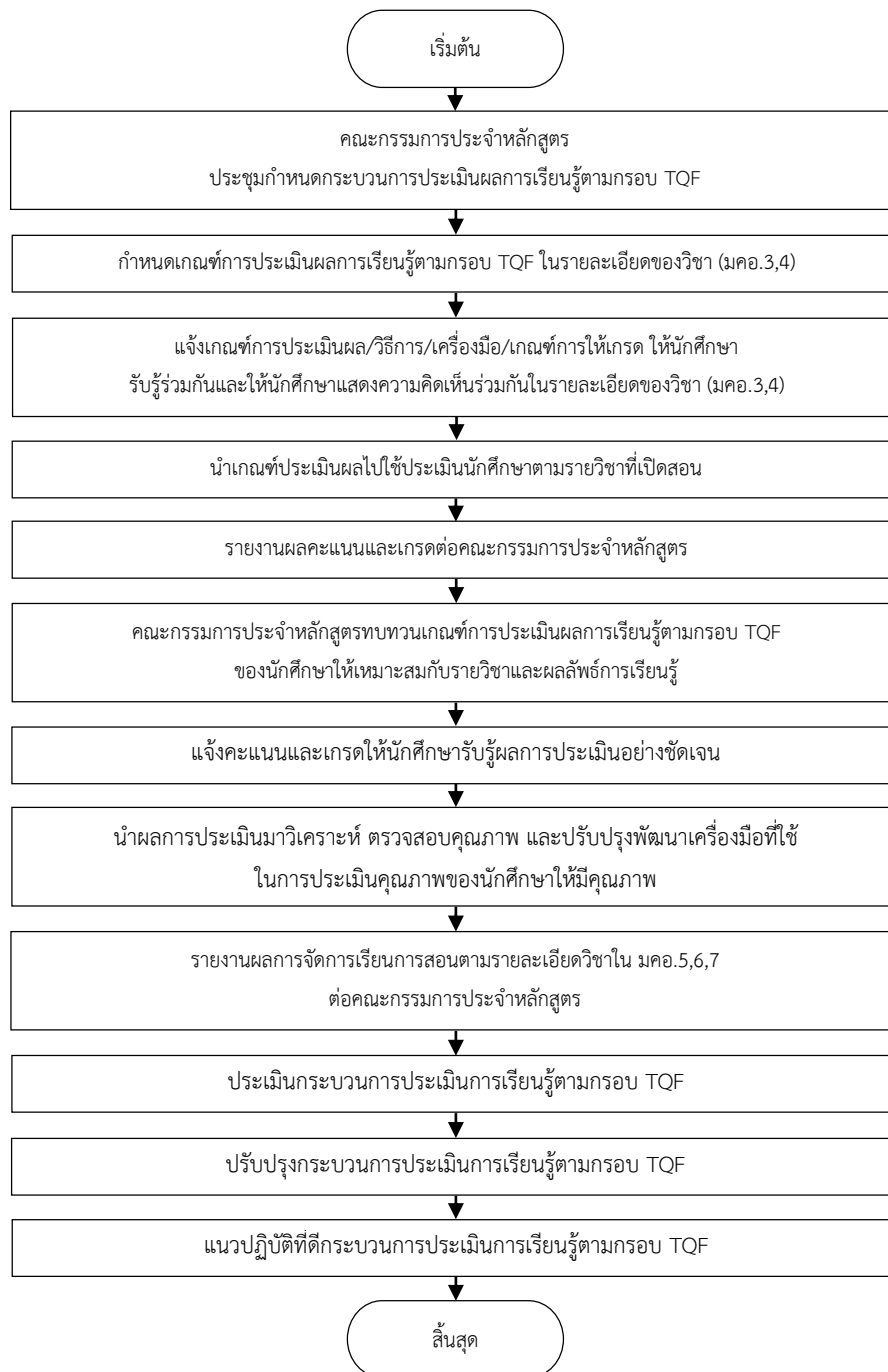 เริ่มต้น
คณะกรรมการประจำหลักสูตร
ประชุมกำหนดกระบวนการประเมินผลการเรียนรู้ตามกรอบ TQF
กำหนดเกณฑ์การประเมินผลการเรียนรู้ตามกรอบ TQF ในรายละเอียดของวิชา (มคอ.3,4)
แจ้งเกณฑ์การประเมินผล/วิธีการ/เครื่องมือ/เกณฑ์การให้เกรด ให้นักศึกษา
รับรู้ร่วมกันและให้นักศึกษาแสดงความคิดเห็นร่วมกันในรายละเอียดของวิชา (มคอ.3,4)
นำเกณฑ์ประเมินผลไปใช้ประเมินนักศึกษาตามรายวิชาที่เปิดสอน
รายงานผลคะแนนและเกรดต่อคณะกรรมการประจำหลักสูตร
คณะกรรมการประจำหลักสูตรทบทวนเกณฑ์การประเมินผลการเรียนรู้ตามกรอบ TQF
ของนักศึกษาให้เหมาะสมกับรายวิชาและผลลัพธ์การเรียนรู้
แจ้งคะแนนและเกรดให้นักศึกษารับรู้ผลการประเมินอย่างชัดเจน
นำผลการประเมินมาวิเคราะห์ ตรวจสอบคุณภาพ และปรับปรุงพัฒนาเครื่องมือที่ใช้
ในการประเมินคุณภาพของนักศึกษาให้มีคุณภาพ
รายงานผลการจัดการเรียนการสอนตามรายละเอียดวิชาใน มคอ.5,6,7
ต่อคณะกรรมการประจำหลักสูตร
ประเมินกระบวนการประเมินการเรียนรู้ตามกรอบ TQF
ปรับปรุงกระบวนการประเมินการเรียนรู้ตามกรอบ TQF
แนวปฏิบัติที่ดีกระบวนการประเมินการเรียนรู้ตามกรอบ TQF
สิ้นสุด